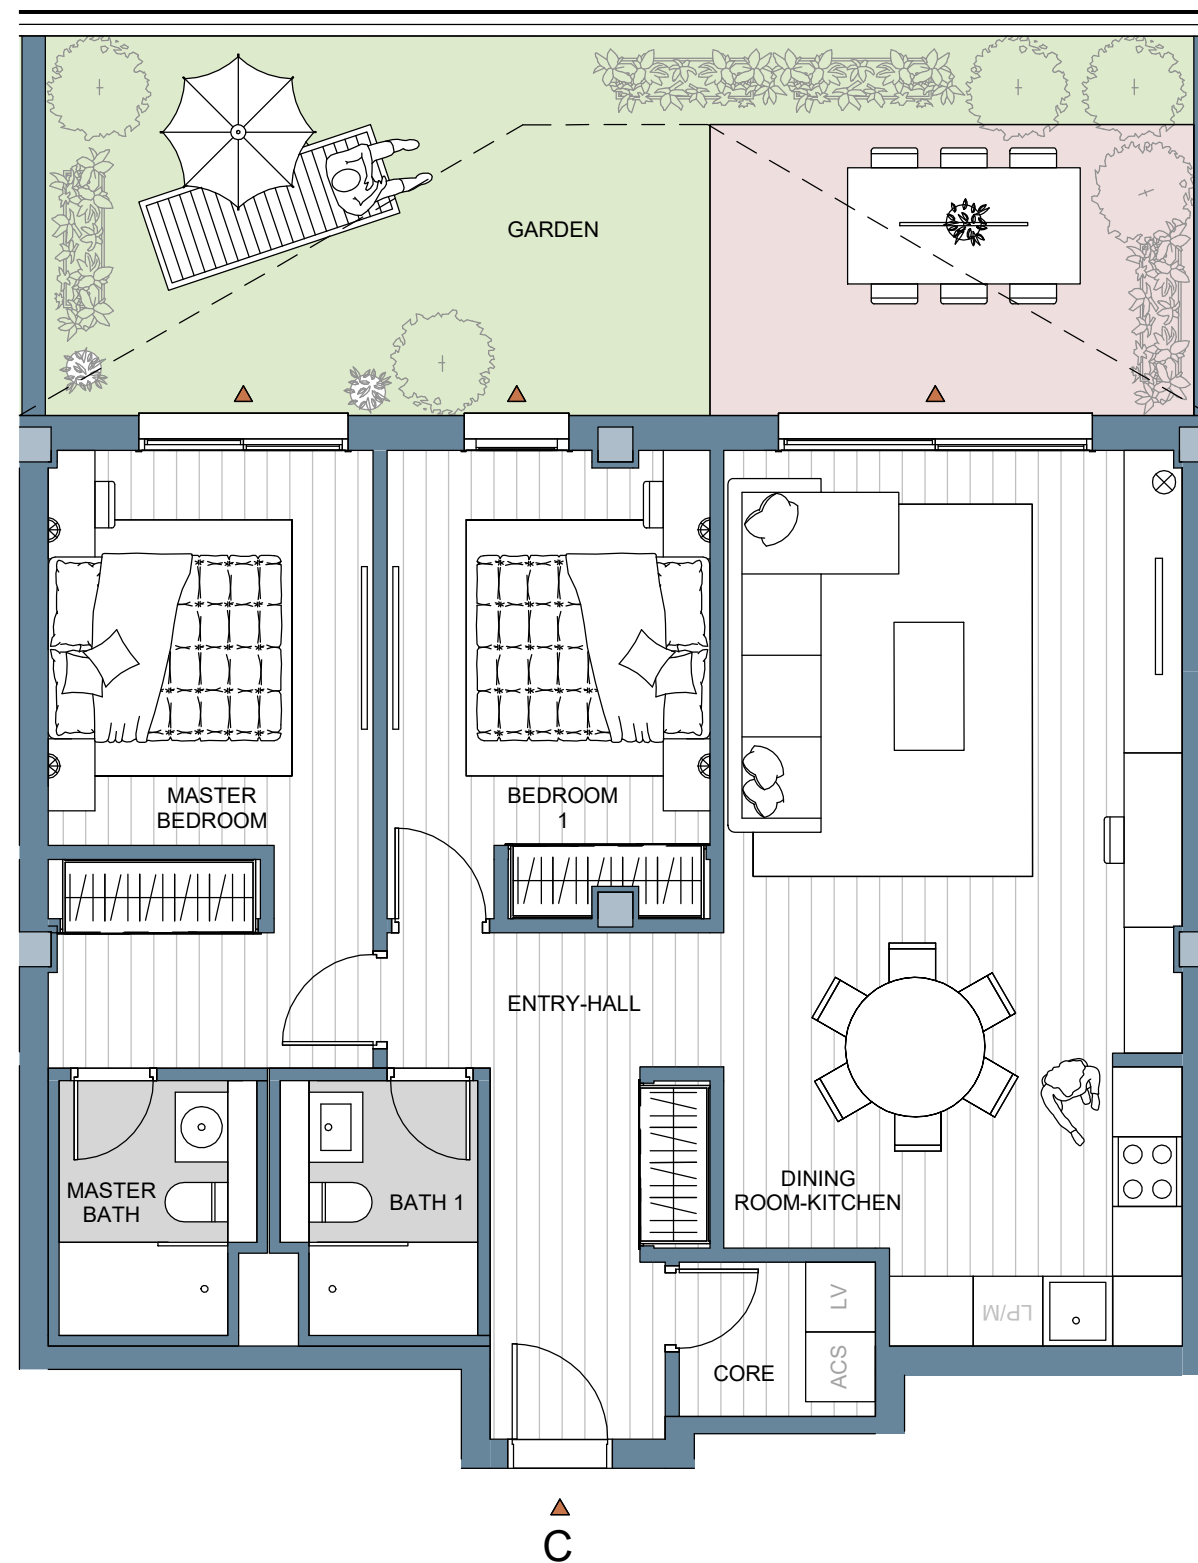 GARDEN
MASTER
BEDROOM
BEDROOM
1
ENTRY-HALL
MASTER
BATH
BATH 1
DINING
ROOM-KITCHEN
LV
LP/M
ACS
CORE
C